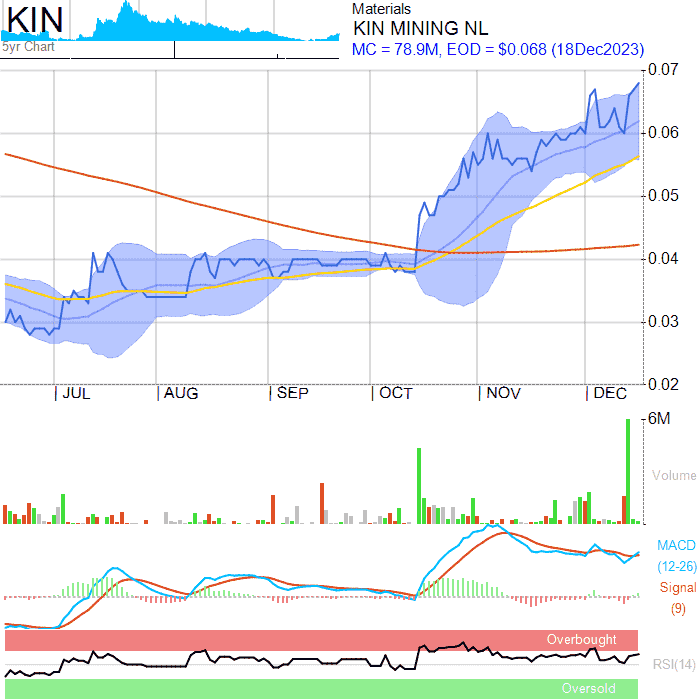 KIN
5yr Chart
Materials
KIN MINING NL
MC = 78.9M, EOD = $0.068 (18Dec2023)
0.07
0.06
0.05
0.04
0.03
0.02
JUL AUG SEP OCT NOV DEC
6M
Volume
MACD
(12-26)
Signal
(9)
Overbought
RSI(14)
Oversold